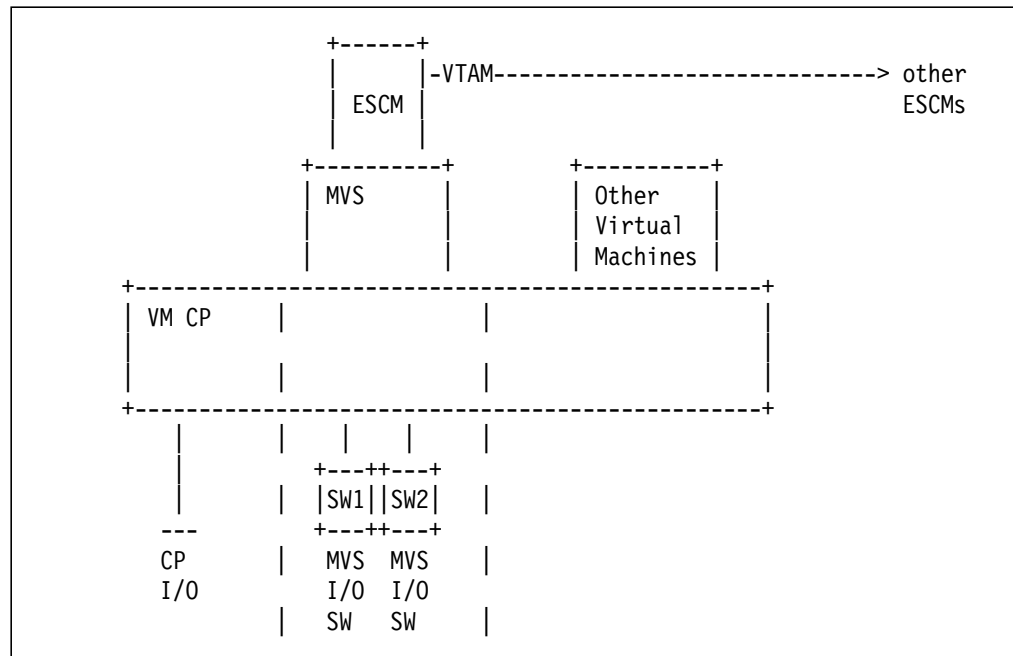 -VTAM------------------------------> other
ESCM ESCMs
MVS Other
Virtual
Machines
VM CP
SW1 SW2
CP MVS MVS
I/O I/O I/O
SW SW